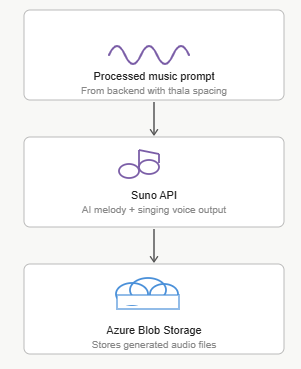 Processed music prompt
From backend with thala spacing
Suno API
AI melody + singing voice output
Azure Blob Storage
Stores generated audio files